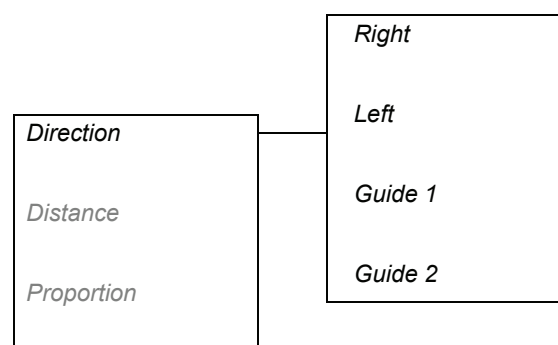 Direction
Distance
Proportion
Right
Left
Guide 1
Guide 2